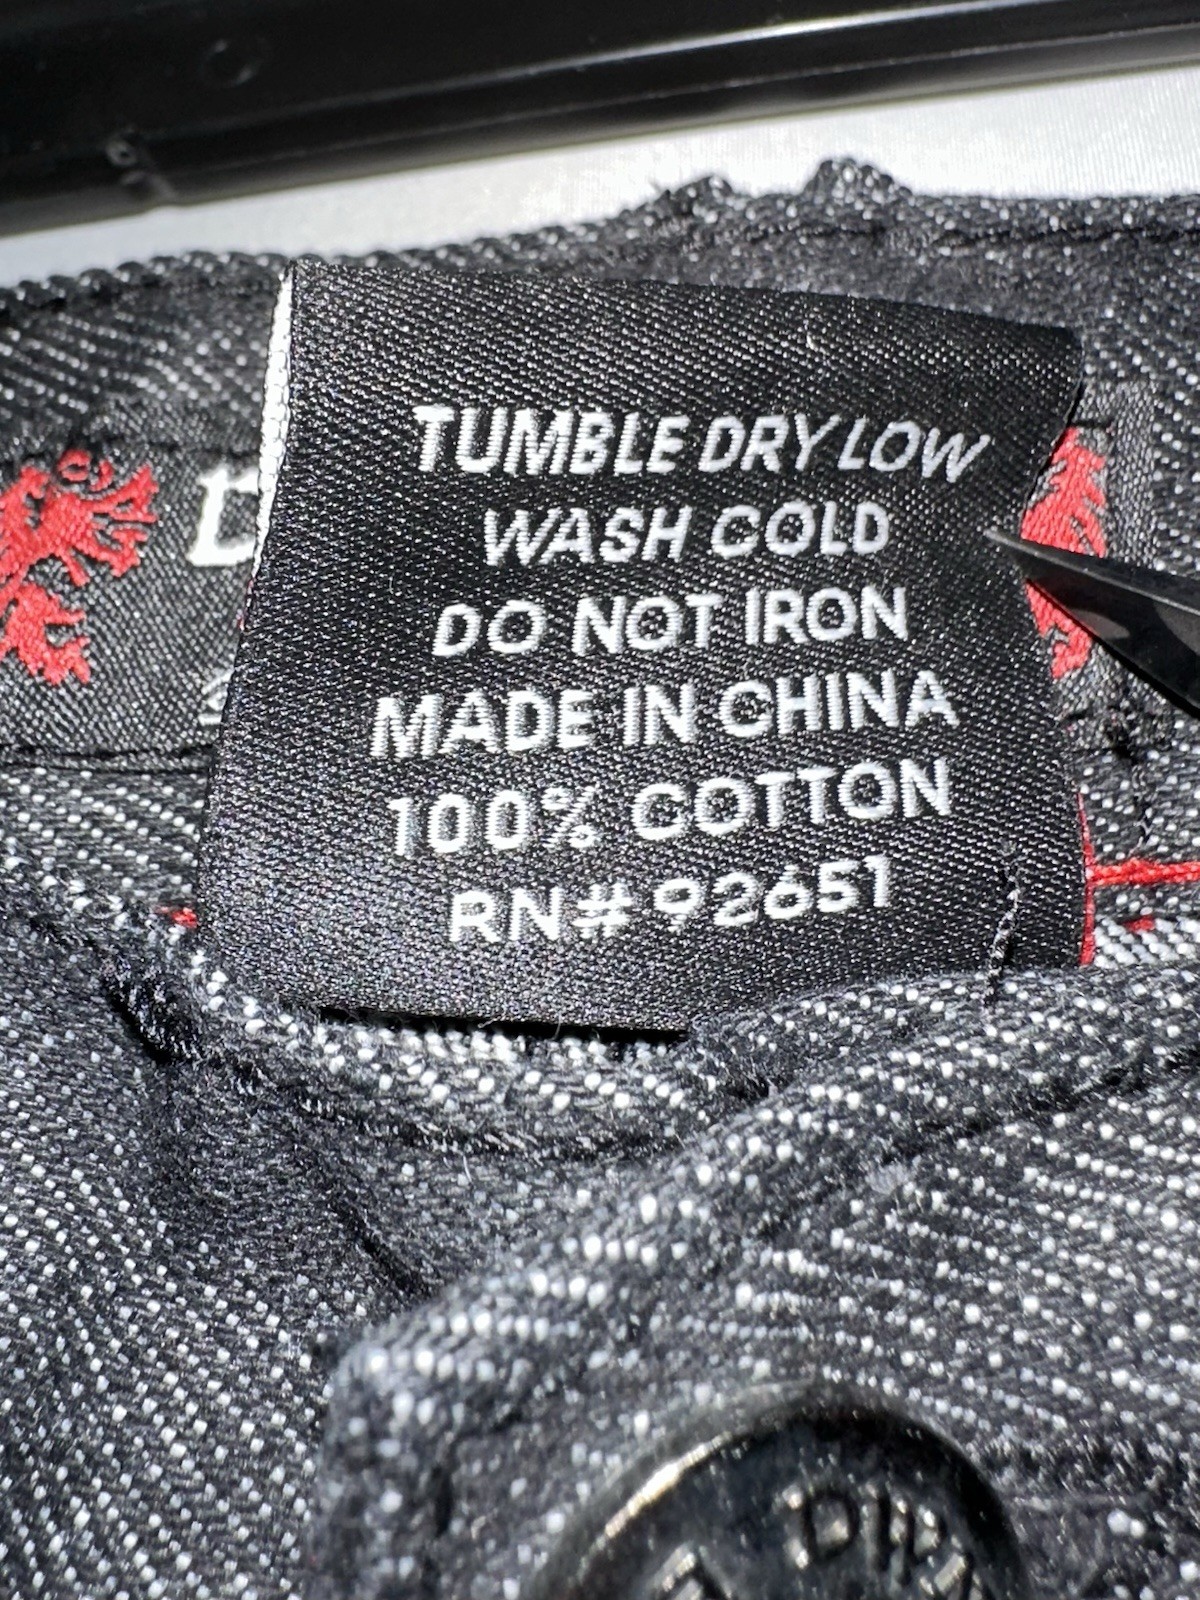 TUMBLE DRY LOW
WASH COLD
DO NOT IRON
MADE IN CHINA
100% COTTON
RN# 92651